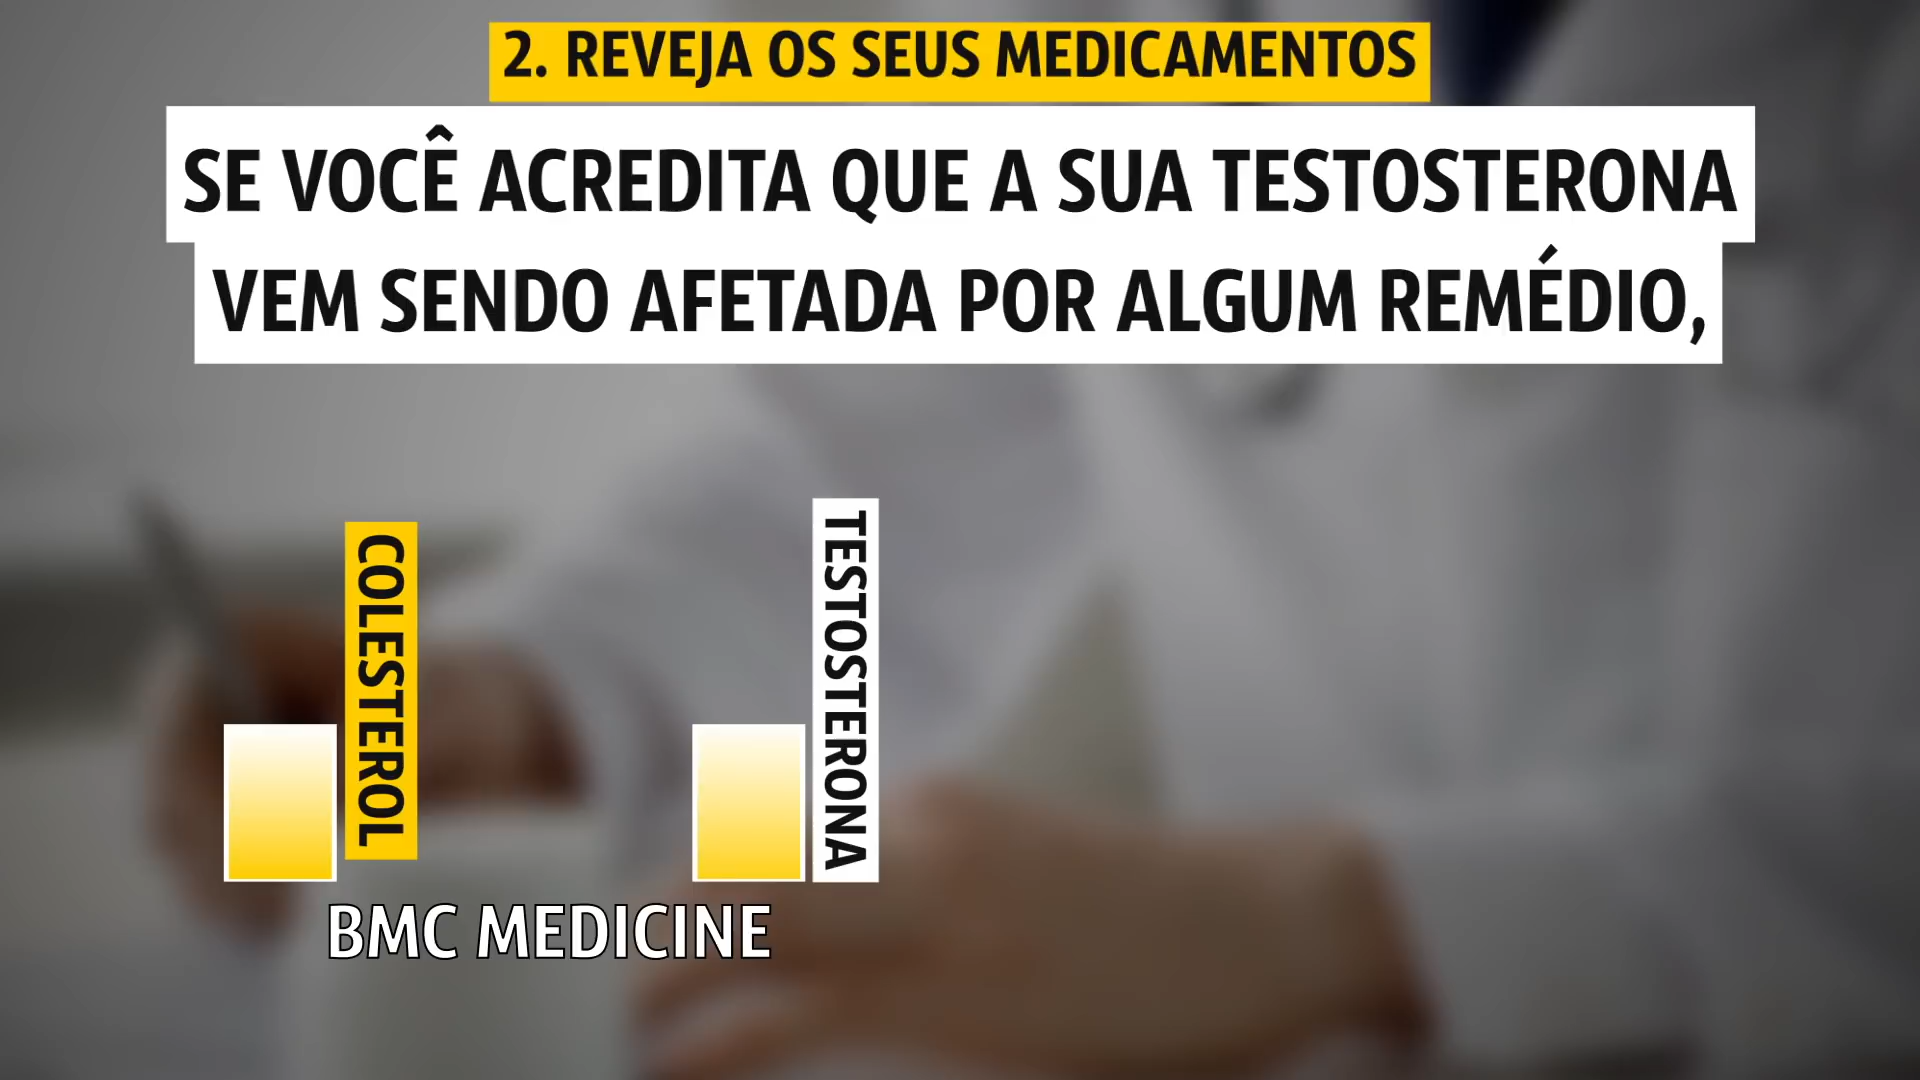 2. REVEJA OS SEUS MEDICAMENTOS
SE VOCÊ ACREDITA QUE A SUA TESTOSTERONA
VEM SENDO AFETADA POR ALGUM REMÉDIO,
COLESTEROL
TESTOSTERONA
BMC MEDICINE